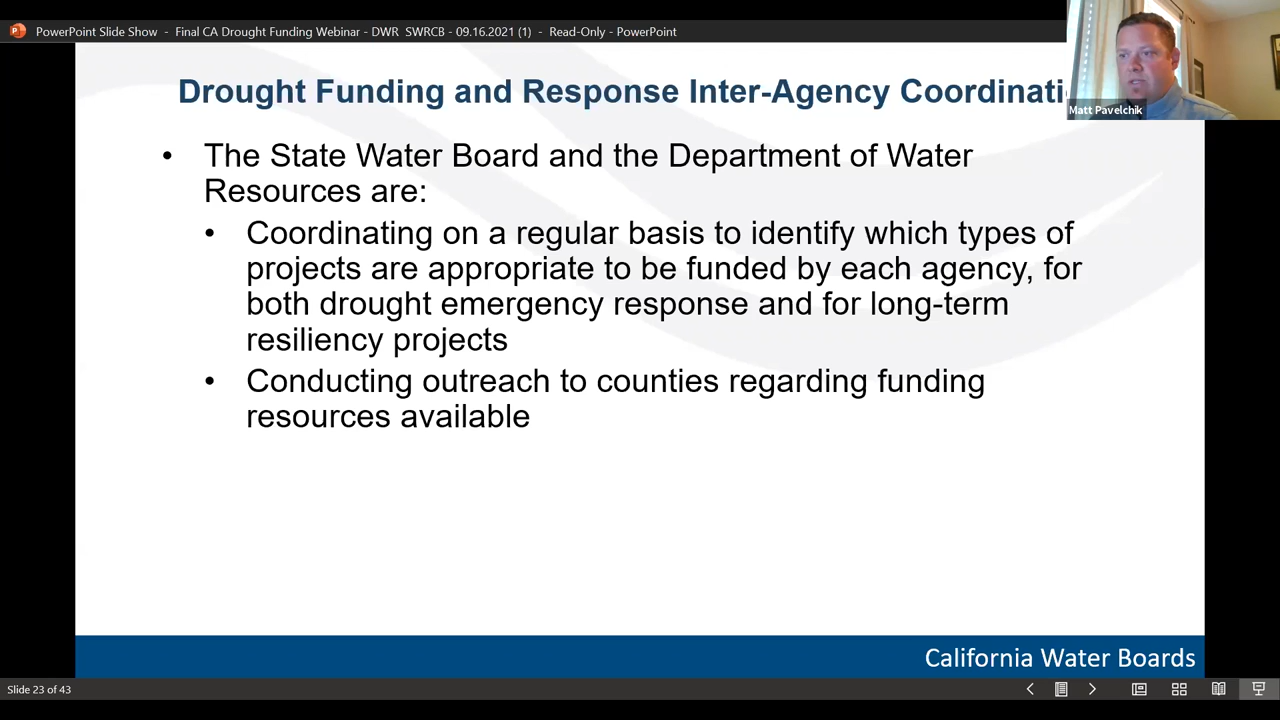 PowerPoint Slide Show - Final CA Drought Funding Webinar - DWR SWRCB - 09.16.2021 (1) - Read-Only - PowerPoint
Matt Pavelchik
Drought Funding and Response Inter-Agency Coordinati
• The State Water Board and the Department of Water
Resources are:
• Coordinating on a regular basis to identify which types of
projects are appropriate to be funded by each agency, for
both drought emergency response and for long-term
resiliency projects
• Conducting outreach to counties regarding funding
resources available
California Water Boards
Slide 23 of 43